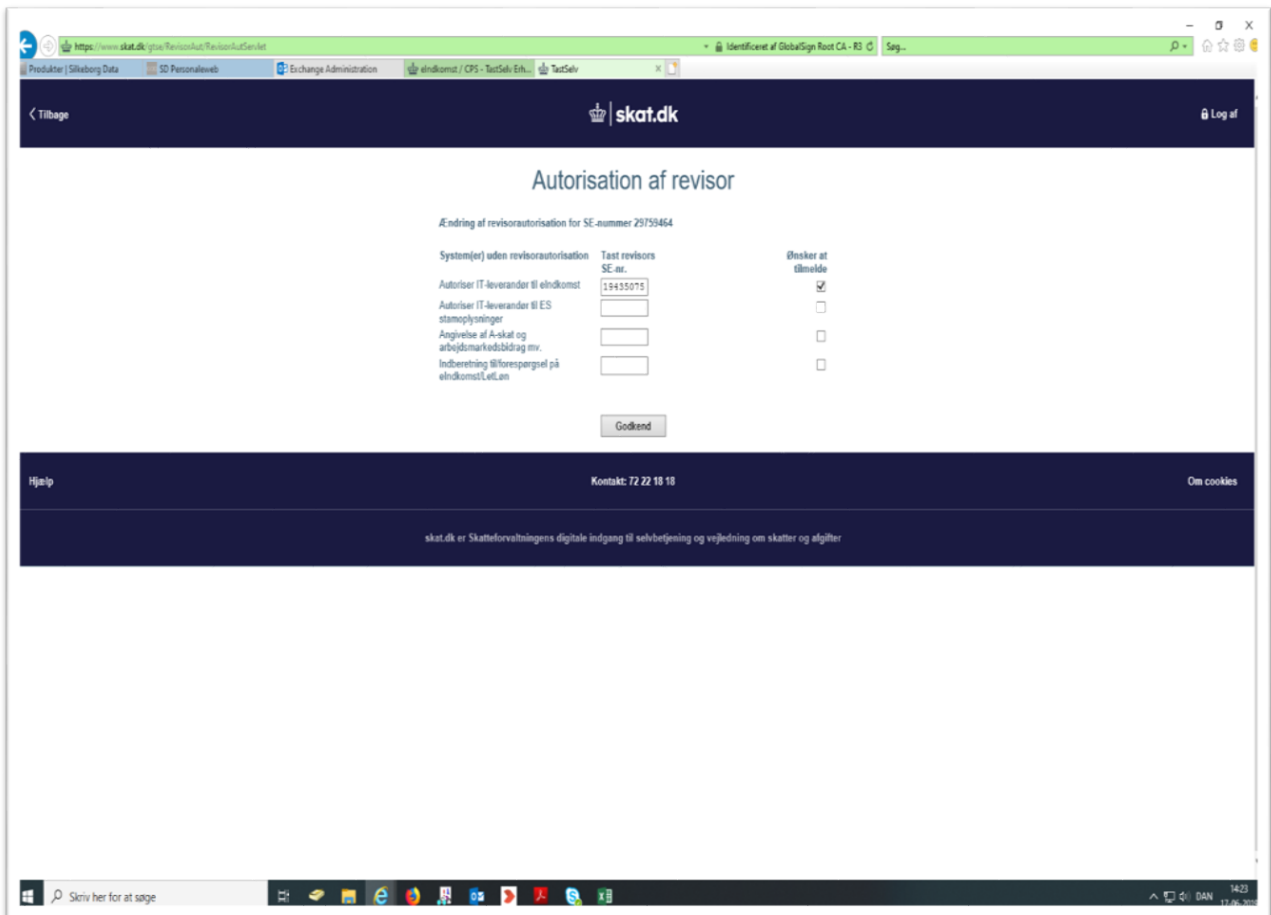 https://www.skat.dk/gtse/RevisorAut/RevisorAutServlet
Identificeret af GlobalSign Root CA - R3
Søg...
Produkter | Silkeborg Data
SD Personaleweb
Exchange Administration
eIndkomst / CPS - TastSelv Erh...
TastSelv
Tilbage
skat.dk
Log af
Autorisation af revisor
Ændring af revisorautorisation for SE-nummer 29759464
System(er) uden revisorautorisation
Tast revisors
SE-nr.
Ønsker at
tilmelde
Autoriser IT-leverandør til eIndkomst
19435075
Autoriser IT-leverandør til ES
stamoplysninger
Angivelse af A-skat og
arbejdsmarkedsbidrag mv.
Indberetning til/forespørgsel på
eIndkomst/LetLøn
Godkend
Hjælp
Kontakt: 72 22 18 18
Om cookies
skat.dk er Skatteforvaltningens digitale indgang til selvbetjening og vejledning om skatter og afgifter
Skriv her for at søge
DAN
14:23